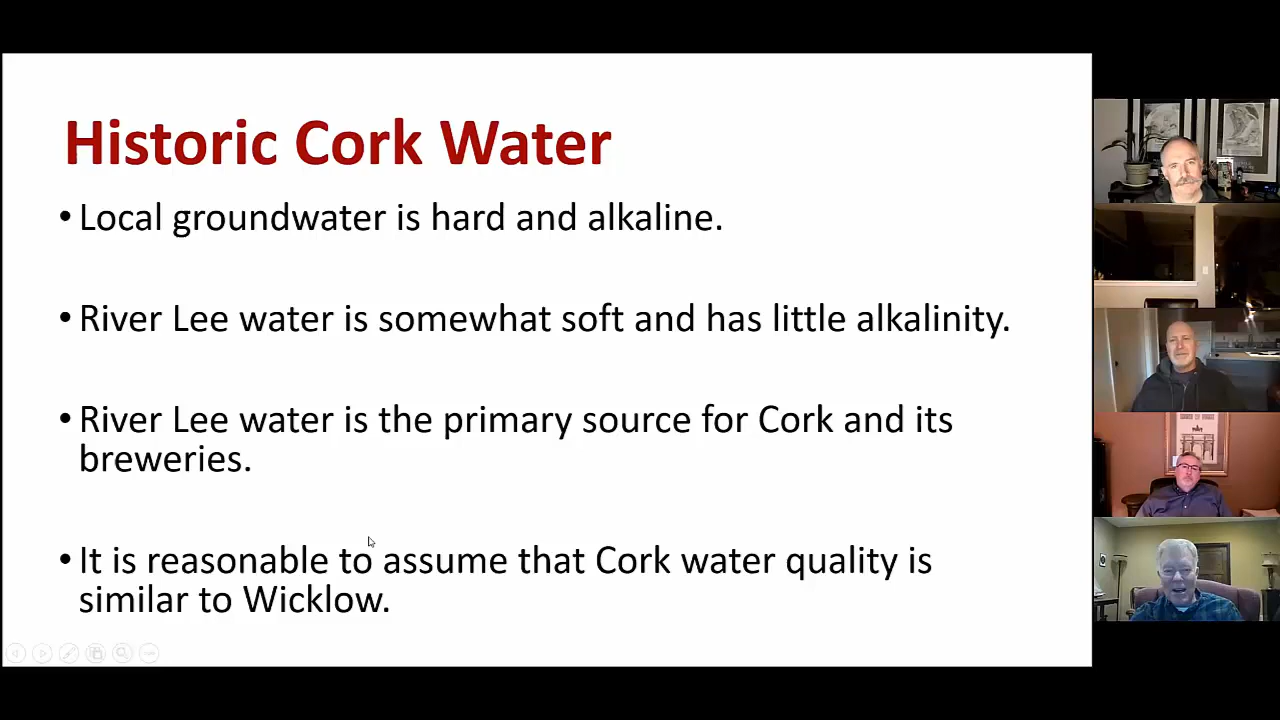 Historic Cork Water
• Local groundwater is hard and alkaline.
• River Lee water is somewhat soft and has little alkalinity.
• River Lee water is the primary source for Cork and its
breweries.
• It is reasonable to assume that Cork water quality is
similar to Wicklow.